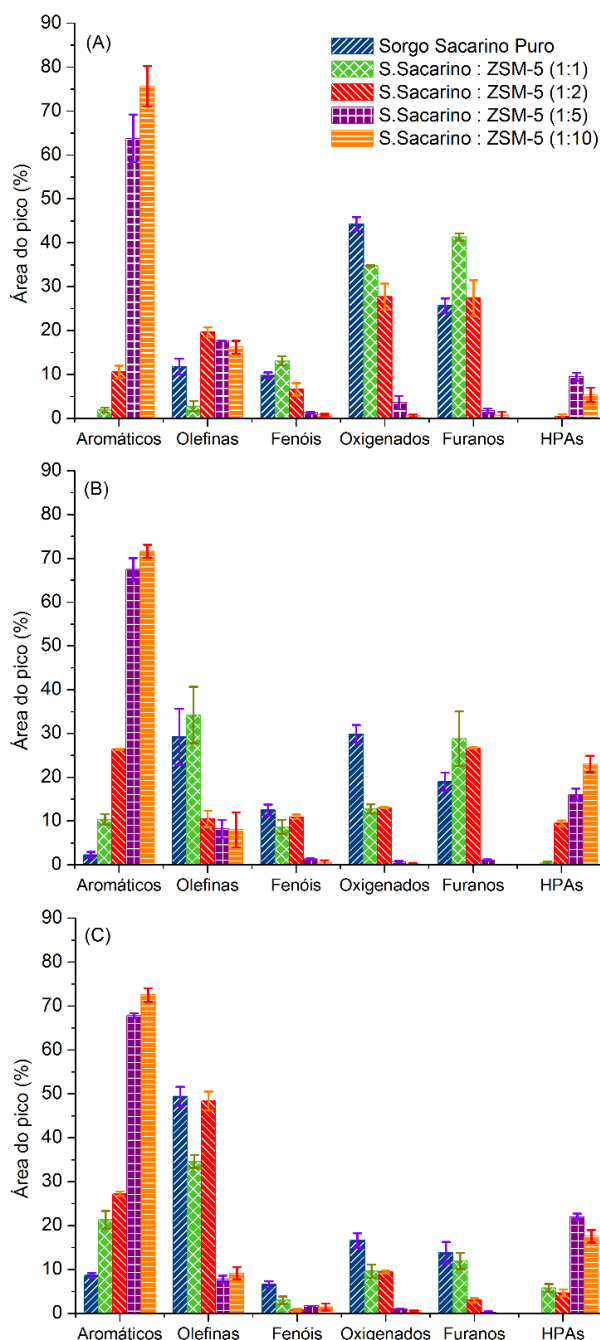 (A)
Sorgo Sacarino Puro
S.Sacarino : ZSM-5 (1:1)
S.Sacarino : ZSM-5 (1:2)
S.Sacarino : ZSM-5 (1:5)
S.Sacarino : ZSM-5 (1:10)
Área do pico (%)
90
80
70
60
50
40
30
20
10
0
Aromáticos Olefinas Fenóis Oxigenados Furanos HPAs
(B)
Área do pico (%)
90
80
70
60
50
40
30
20
10
0
Aromáticos Olefinas Fenóis Oxigenados Furanos HPAs
(C)
Área do pico (%)
90
80
70
60
50
40
30
20
10
0
Aromáticos Olefinas Fenóis Oxigenados Furanos HPAs